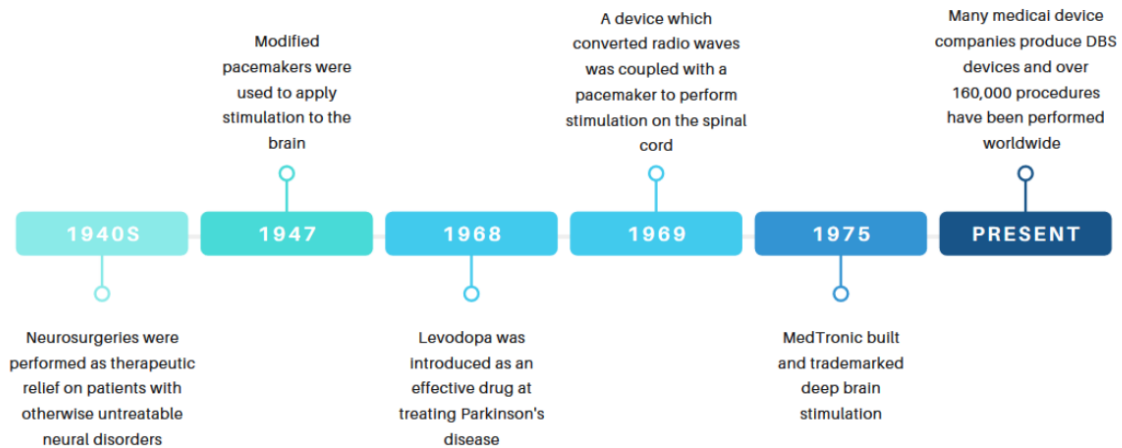 Modified
pacemakers were
used to apply
stimulation to the
brain
A device which
converted radio waves
was coupled with a
pacemaker to perform
stimulation on the spinal
cord
Many medical device
companies produce DBS
devices and over
160,000 procedures
have been performed
worldwide
1940S
1947
1968
1969
1975
PRESENT
Neurosurgeries were
performed as therapeutic
relief on patients with
otherwise untreatable
neural disorders
Levodopa was
introduced as an
effective drug at
treating Parkinson's
disease
MedTronic built
and trademarked
deep brain
stimulation